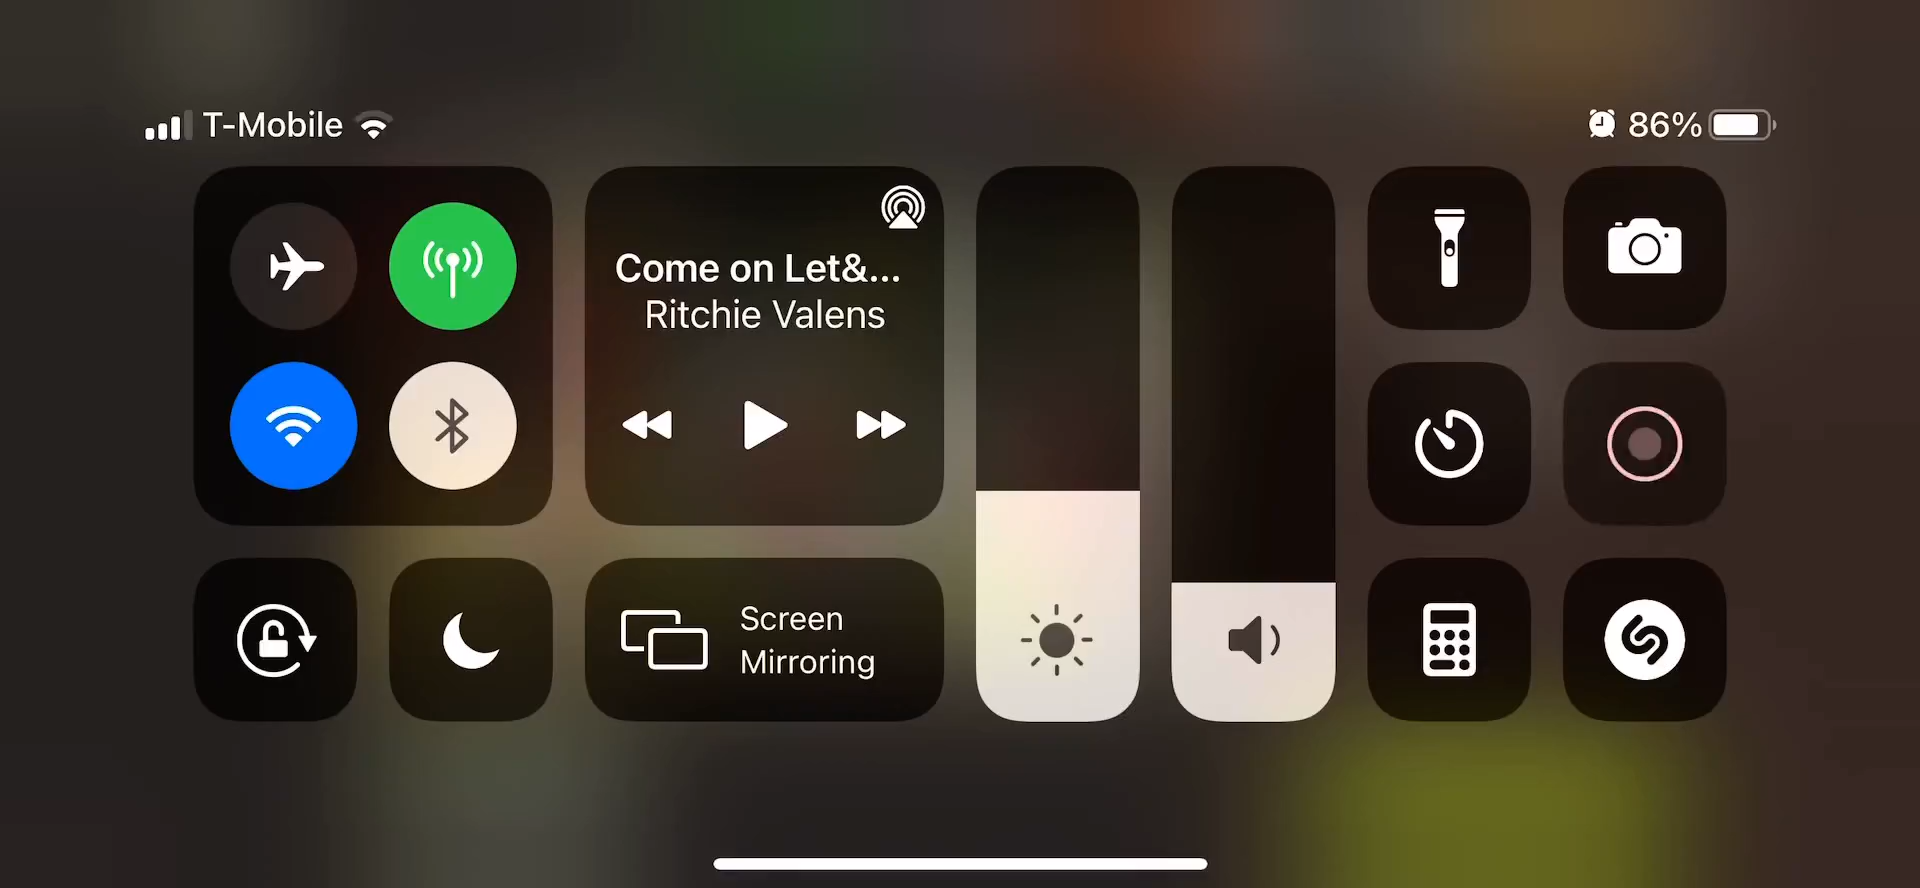 T-Mobile
86%
Come on Let&...
Ritchie Valens
Screen
Mirroring